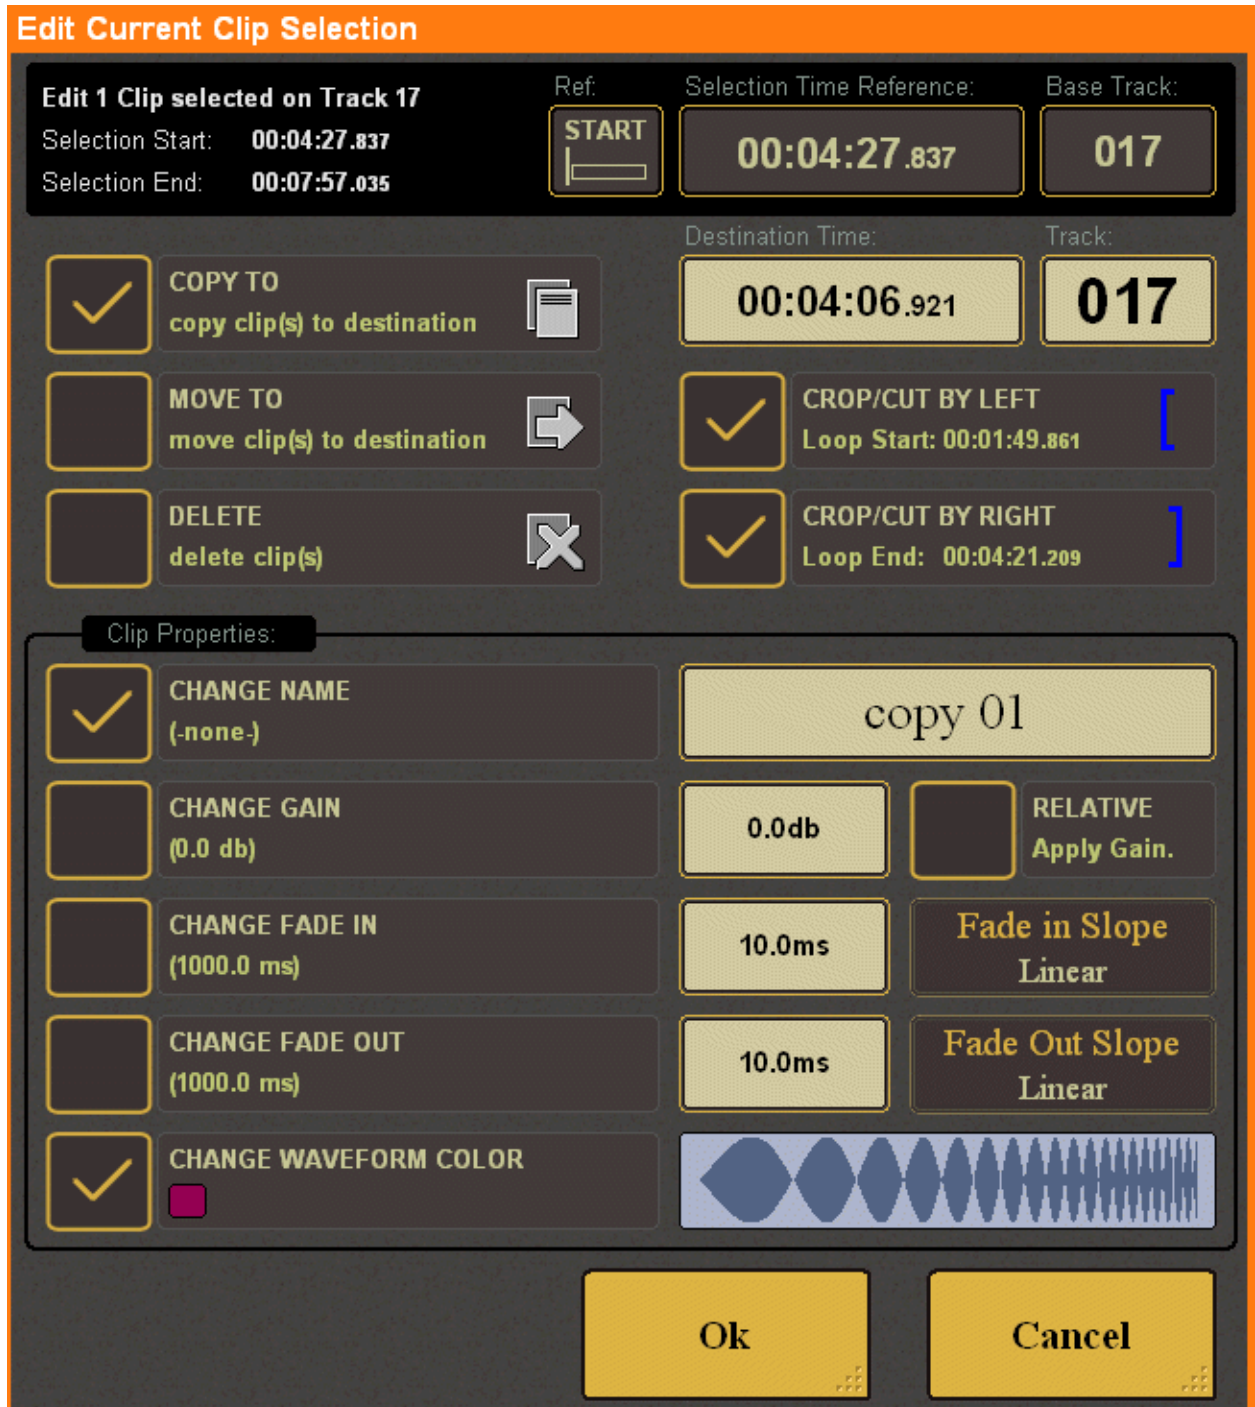 Edit Current Clip Selection
Edit 1 Clip selected on Track 17
Selection Start: 00:04:27.837
Selection End: 00:07:57.035
Ref:
START
Selection Time Reference:
00:04:27.837
Base Track:
017
Destination Time:
00:04:06.921
Track:
017
COPY TO
copy clip(s) to destination
MOVE TO
move clip(s) to destination
DELETE
delete clip(s)
CROP/CUT BY LEFT
Loop Start: 00:01:49.861
[
CROP/CUT BY RIGHT
Loop End: 00:04:21.209
]
Clip Properties:
CHANGE NAME
(-none-)
copy 01
CHANGE GAIN
(0.0 db)
0.0db
RELATIVE
Apply Gain.
CHANGE FADE IN
(1000.0 ms)
10.0ms
Fade in Slope
Linear
CHANGE FADE OUT
(1000.0 ms)
10.0ms
Fade Out Slope
Linear
CHANGE WAVEFORM COLOR
Ok
Cancel